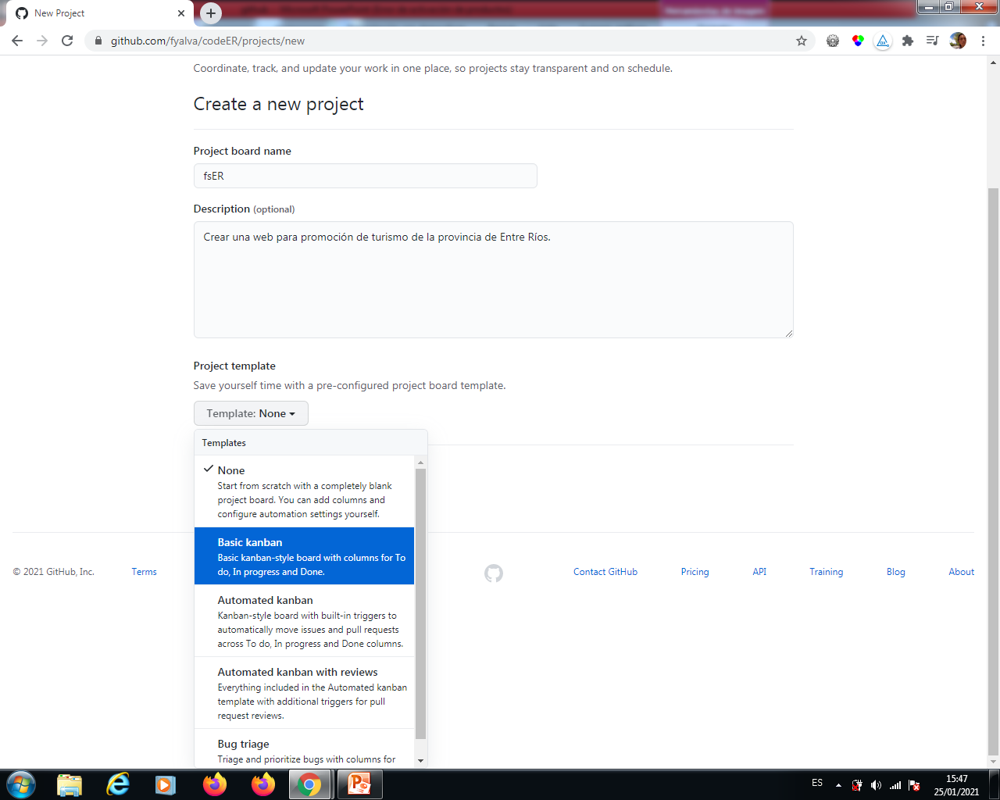 New Project
github.com/fyalva/codeER/projects/new
Coordinate, track, and update your work in one place, so projects stay transparent and on schedule.
Create a new project
Project board name
fsER
Description (optional)
Crear una web para promoción de turismo de la provincia de Entre Ríos.
Project template
Save yourself time with a pre-configured project board template.
Template: None
Templates
None
Start from scratch with a completely blank
project board. You can add columns and
configure automation settings yourself.
Basic kanban
Basic kanban-style board with columns for To
do, In progress and Done.
Automated kanban
Kanban-style board with built-in triggers to
automatically move issues and pull requests
across To do, In progress and Done columns.
Automated kanban with reviews
Everything included in the Automated kanban
template with additional triggers for pull
request reviews.
Bug triage
Triage and prioritize bugs with columns for
© 2021 GitHub, Inc. Terms Contact GitHub Pricing API Training Blog About
ES
15:47
25/01/2021